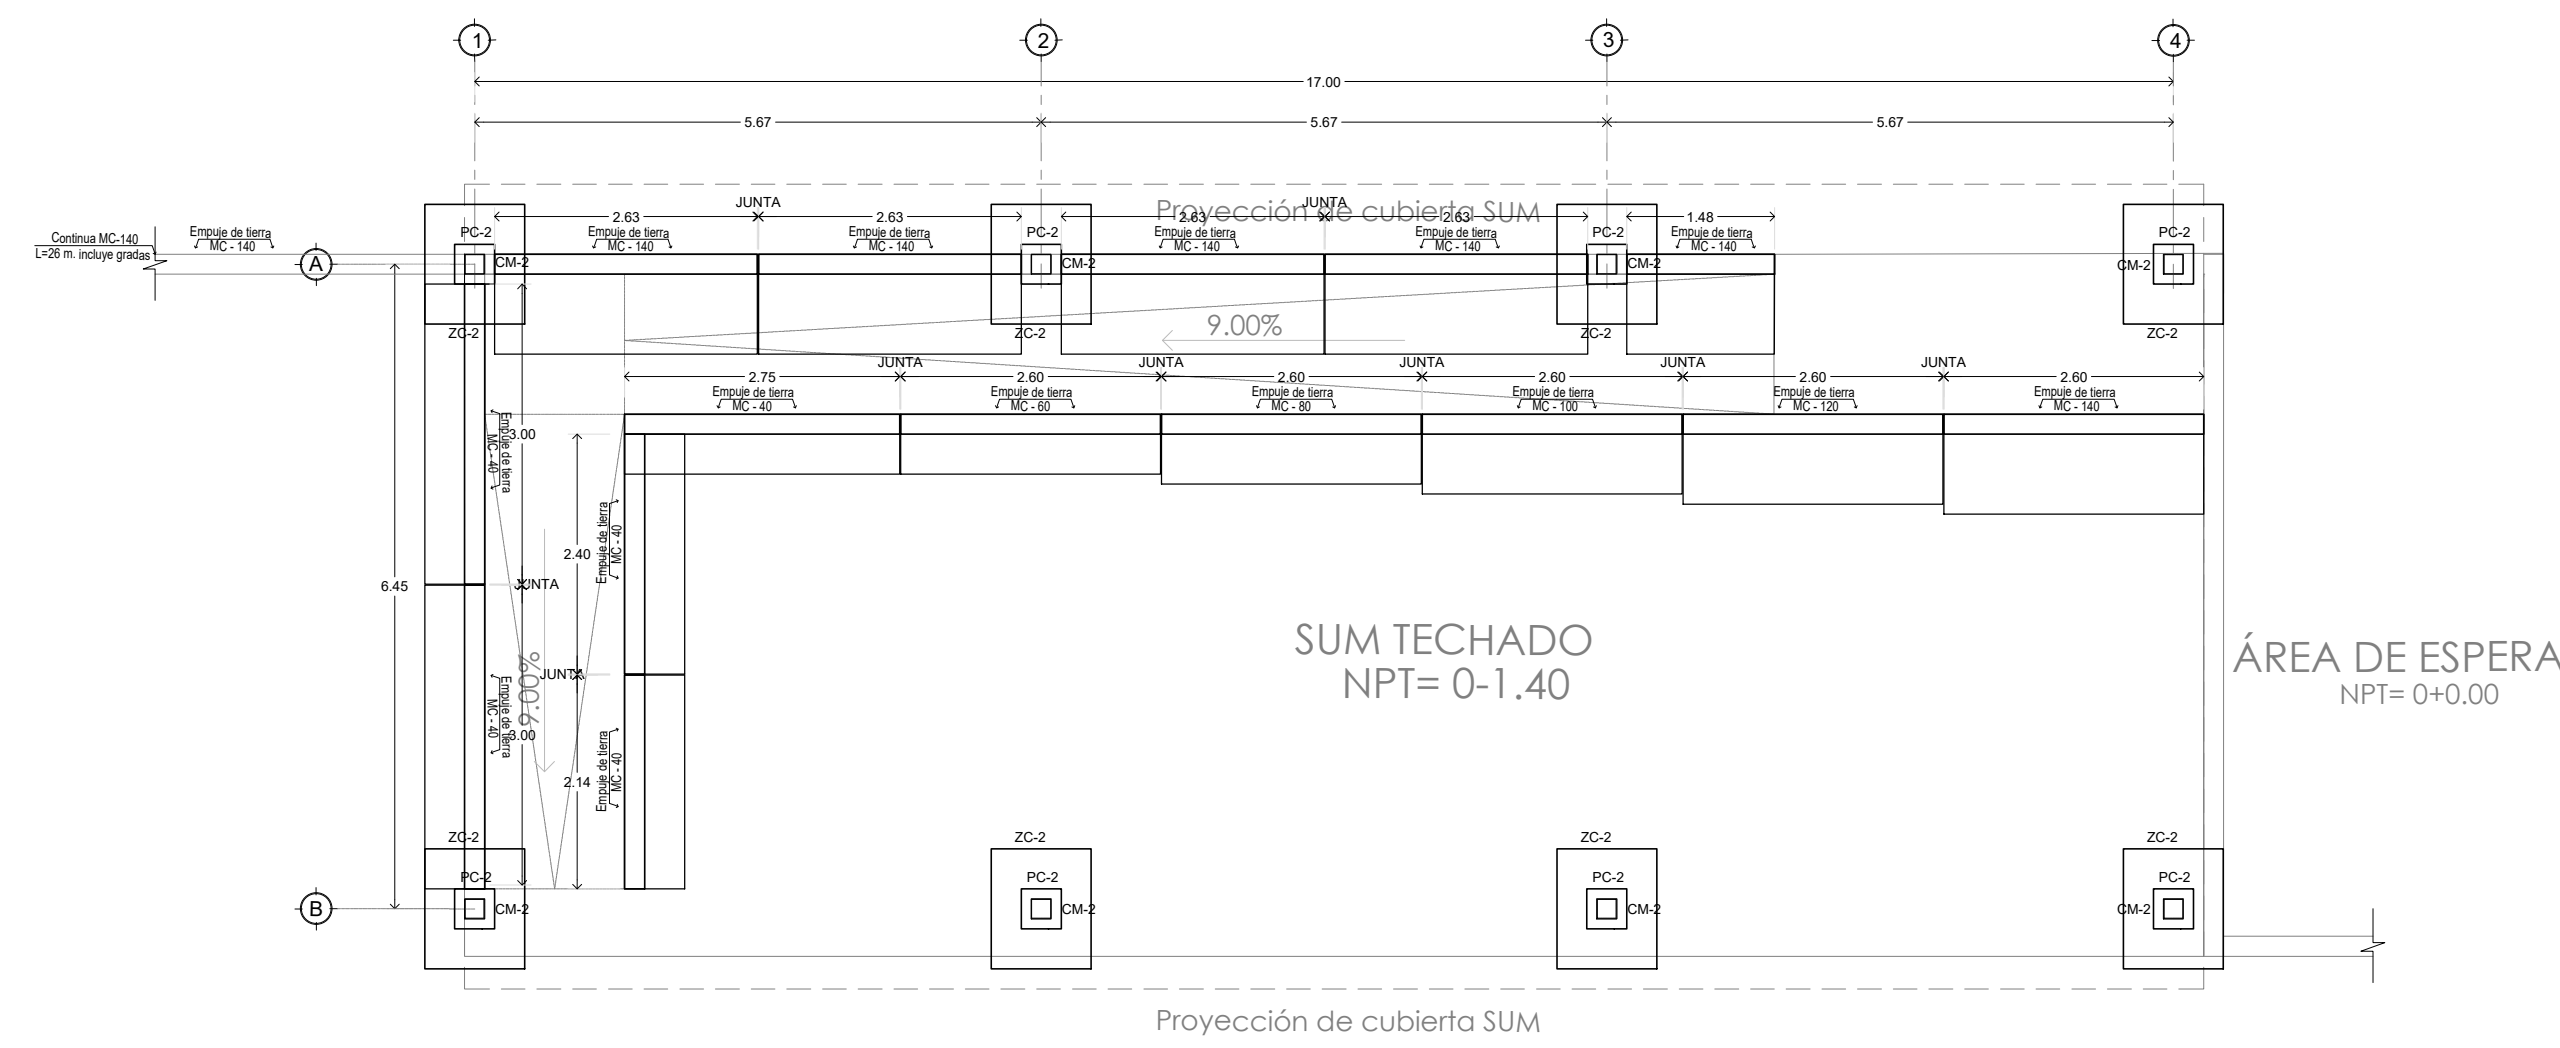 1
2
3
4
17.00
5.67
5.67
5.67
JUNTA
JUNTA
Proyección de cubierta SUM
2.63
2.63
2.63
2.63
1.48
Continua MC-140
L=26 m. incluye gradas
Empuje de tierra
MC - 140
A
PC-2
Empuje de tierra
MC - 140
Empuje de tierra
MC - 140
PC-2
Empuje de tierra
MC - 140
Empuje de tierra
MC - 140
PC-2
Empuje de tierra
MC - 140
PC-2
CM-2
CM-2
CM-2
CM-2
ZC-2
ZC-2
ZC-2
ZC-2
9.00%
JUNTA
JUNTA
JUNTA
JUNTA
JUNTA
2.75
2.60
2.60
2.60
2.60
2.60
Empuje de tierra
MC - 40
Empuje de tierra
MC - 60
Empuje de tierra
MC - 80
Empuje de tierra
MC - 100
Empuje de tierra
MC - 120
Empuje de tierra
MC - 140
3.00
Empuje de tierra
MC - 40
2.40
Empuje de tierra
MC - 40
6.45
JUNTA
JUNTA
9.00%
Empuje de tierra
MC - 40
3.00
2.14
Empuje de tierra
MC - 40
SUM TECHADO
NPT= 0-1.40
ÁREA DE ESPERA
NPT= 0+0.00
ZC-2
ZC-2
ZC-2
ZC-2
PC-2
PC-2
PC-2
PC-2
B
CM-2
CM-2
CM-2
CM-2
Proyección de cubierta SUM